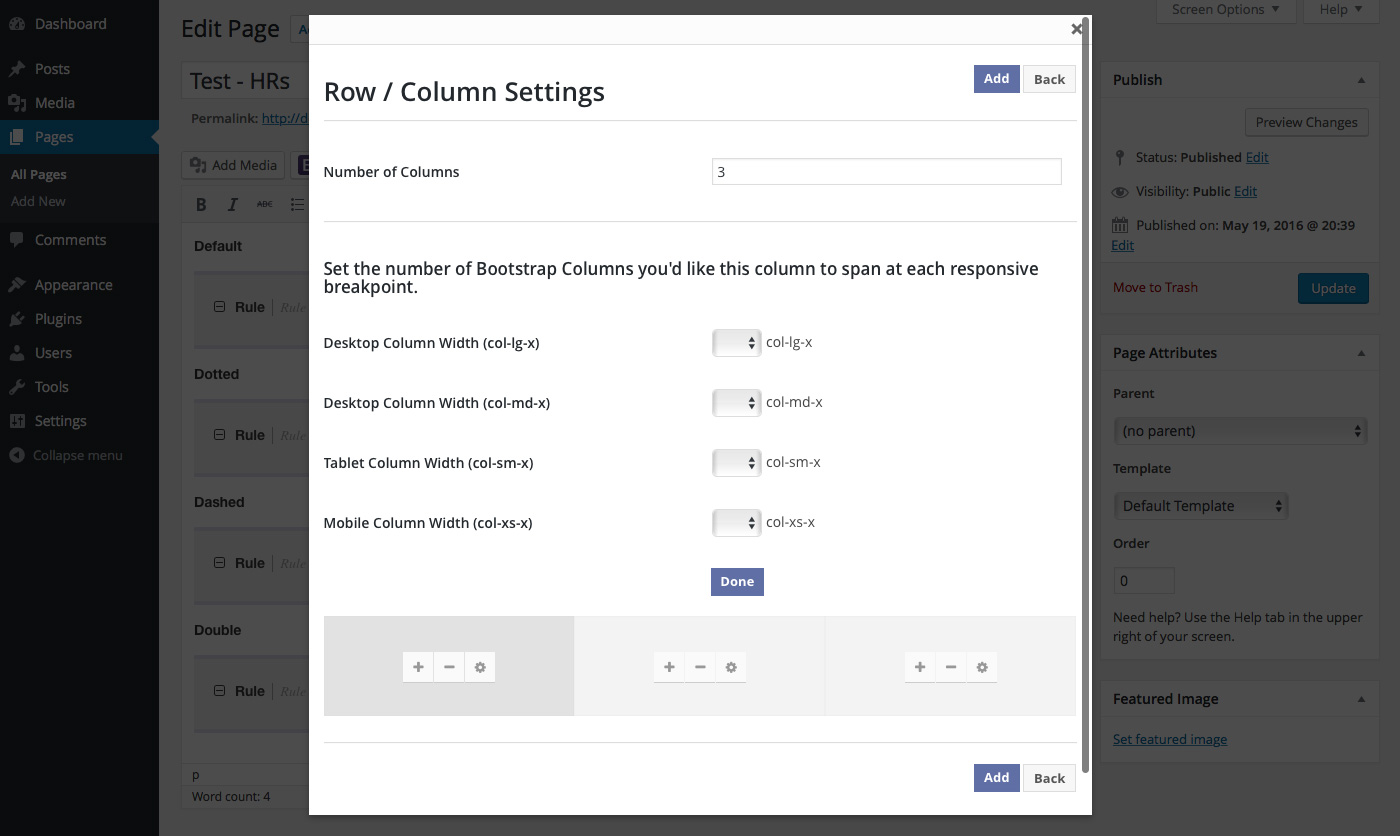 Dashboard
Posts
Media
Pages
All Pages
Add New
Comments
Appearance
Plugins
Users
Tools
Settings
Collapse menu
Edit Page
Test - HRs
Permalink: http://d
Add Media
B I ABC
Default
Rule Rule
Dotted
Rule Rule
Dashed
Rule Rule
Double
Rule Rule
p
Word count: 4
×
Row / Column Settings
Add Back
Number of Columns
3
Set the number of Bootstrap Columns you'd like this column to span at each responsive
breakpoint.
Desktop Column Width (col-lg-x) col-lg-x
Desktop Column Width (col-md-x) col-md-x
Tablet Column Width (col-sm-x) col-sm-x
Mobile Column Width (col-xs-x) col-xs-x
Done
Add Back
Screen Options Help
Publish
Preview Changes
Status: Published Edit
Visibility: Public Edit
Published on: May 19, 2016 @ 20:39
Edit
Move to Trash
Update
Page Attributes
Parent
(no parent)
Template
Default Template
Order
0
Need help? Use the Help tab in the upper
right of your screen.
Featured Image
Set featured image